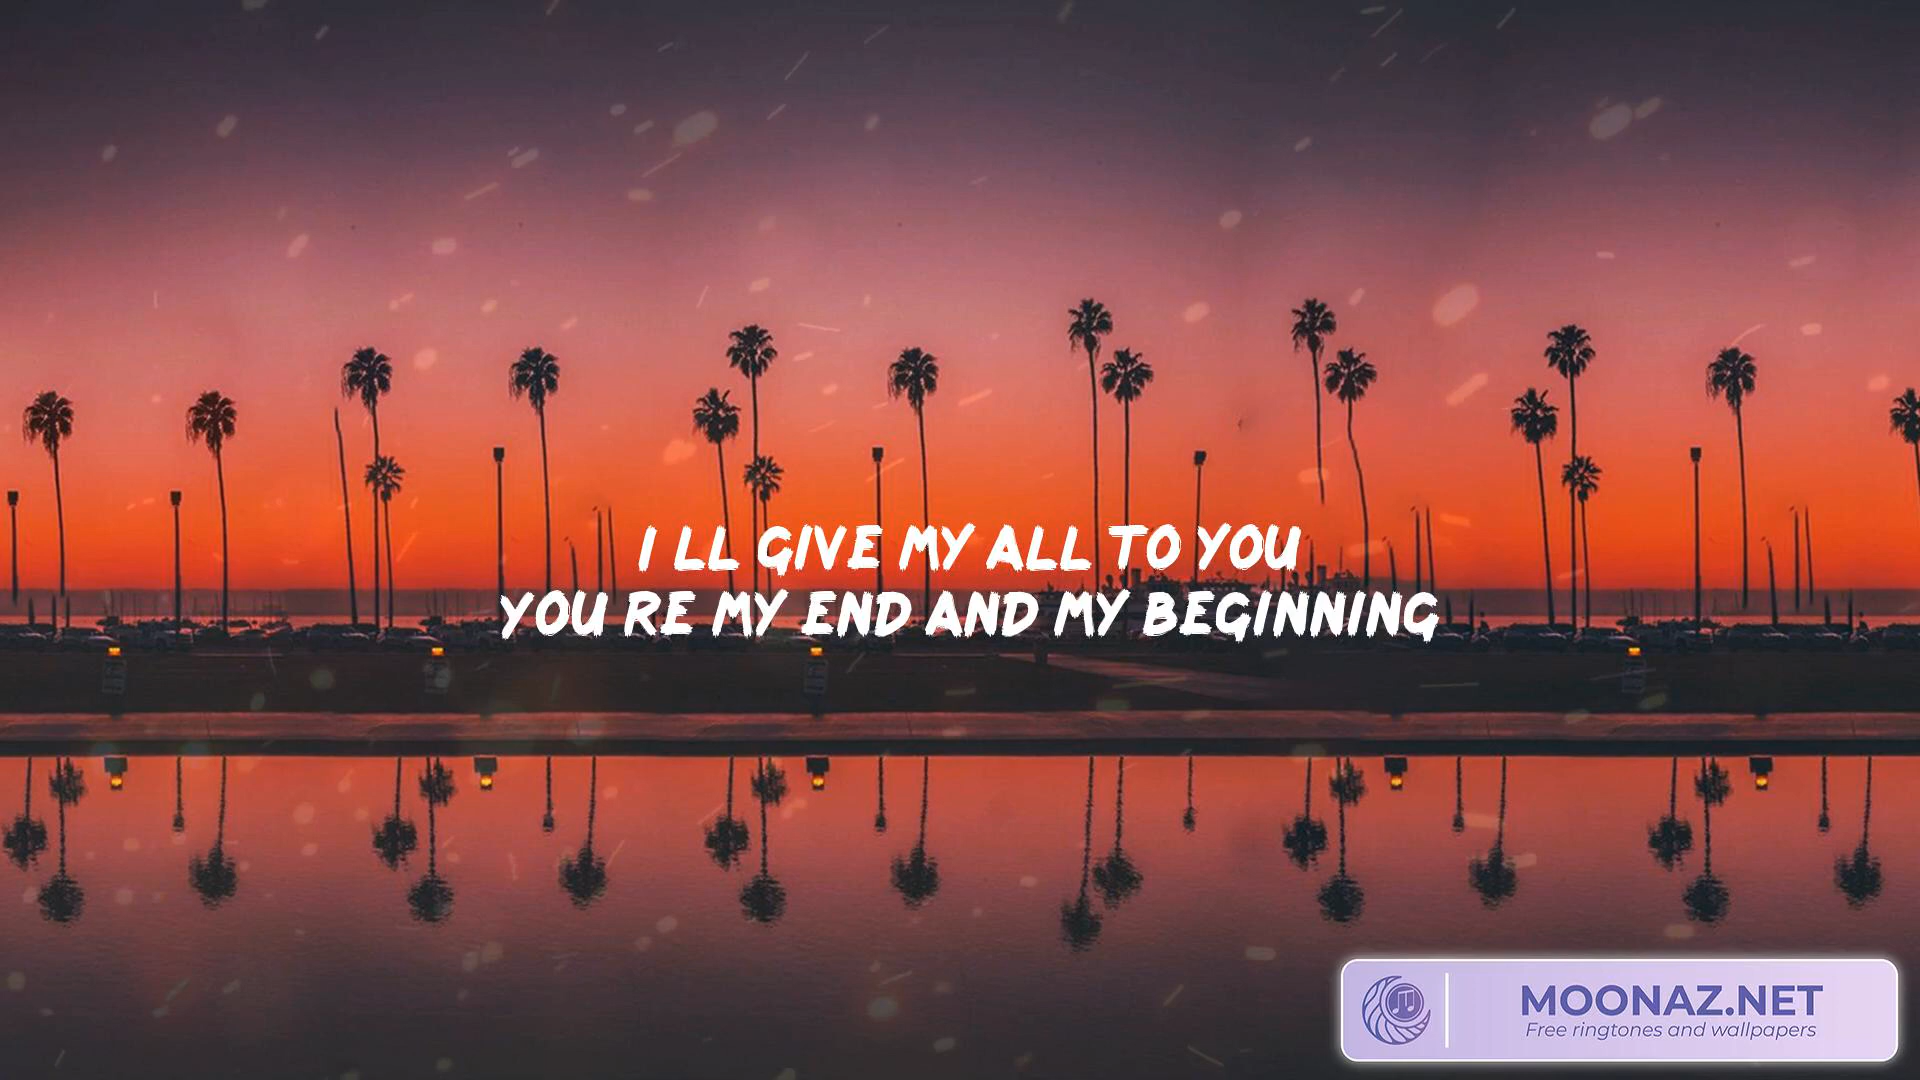 I LL GIVE MY ALL TO YOU
YOU RE MY END AND MY BEGINNING
MOONAZ.NET
Free ringtones and wallpapers